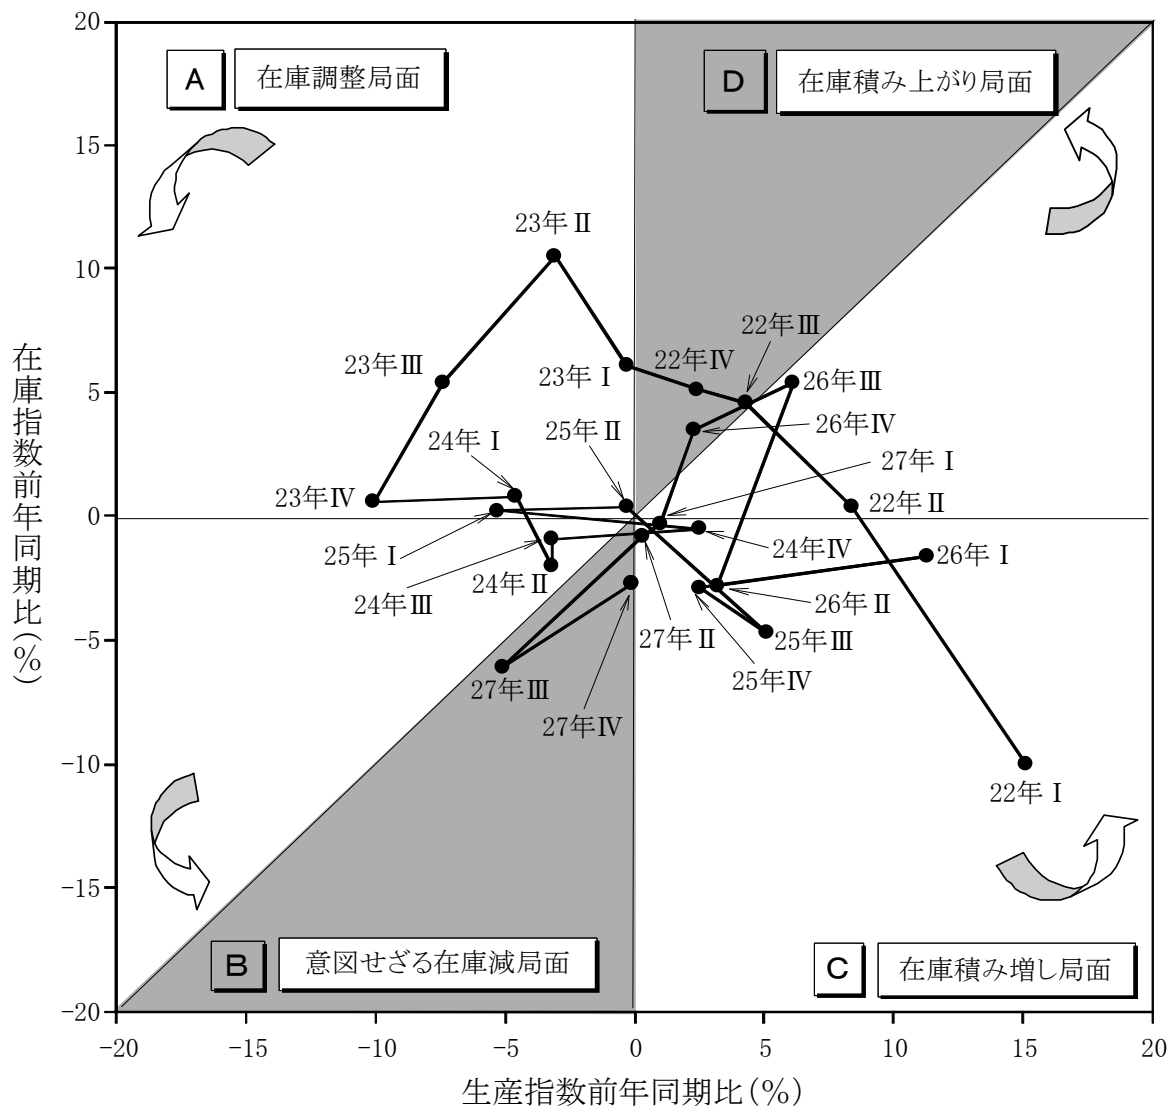 20
15
10
5
0
-5
-10
-15
-20
在庫指数前年同期比(%)
A
在庫調整局面
D
在庫積み上がり局面
23年Ⅱ
22年Ⅲ
23年Ⅲ
23年Ⅰ
22年Ⅳ
26年Ⅲ
24年Ⅰ
25年Ⅱ
26年Ⅳ
27年Ⅰ
23年Ⅳ
22年Ⅱ
25年Ⅰ
24年Ⅳ
26年Ⅰ
24年Ⅲ
24年Ⅱ
26年Ⅱ
27年Ⅱ
25年Ⅲ
27年Ⅲ
25年Ⅳ
27年Ⅳ
22年Ⅰ
B
意図せざる在庫減局面
C
在庫積み増し局面
-20
-15
-10
-5
0
5
10
15
20
生産指数前年同期比(%)